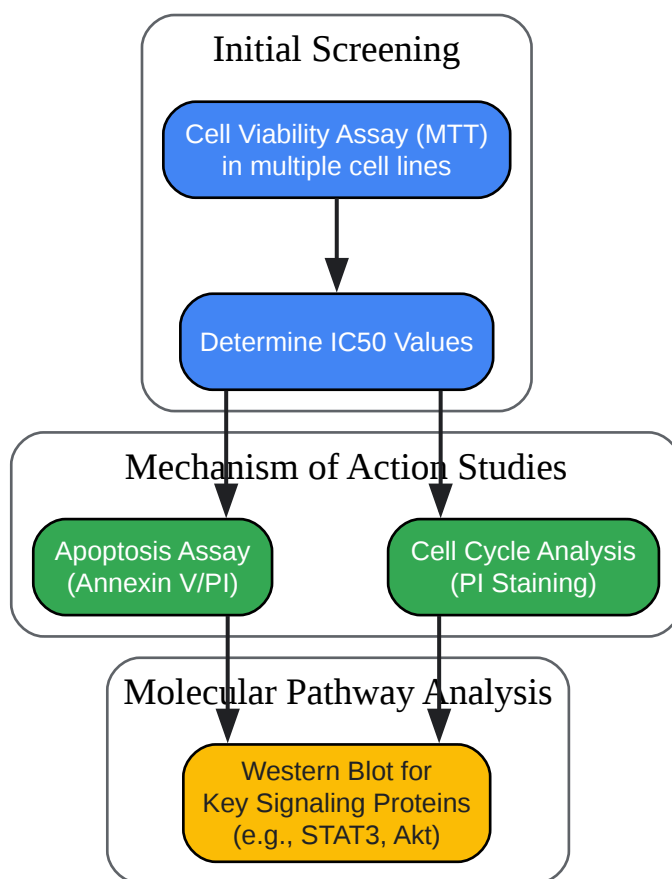 Initial Screening
Cell Viability Assay (MTT)
in multiple cell lines
Determine IC50 Values
Mechanism of Action Studies
Apoptosis Assay
(Annexin V/PI)
Cell Cycle Analysis
(PI Staining)
Molecular Pathway Analysis
Western Blot for
Key Signaling Proteins
(e.g., STAT3, Akt)